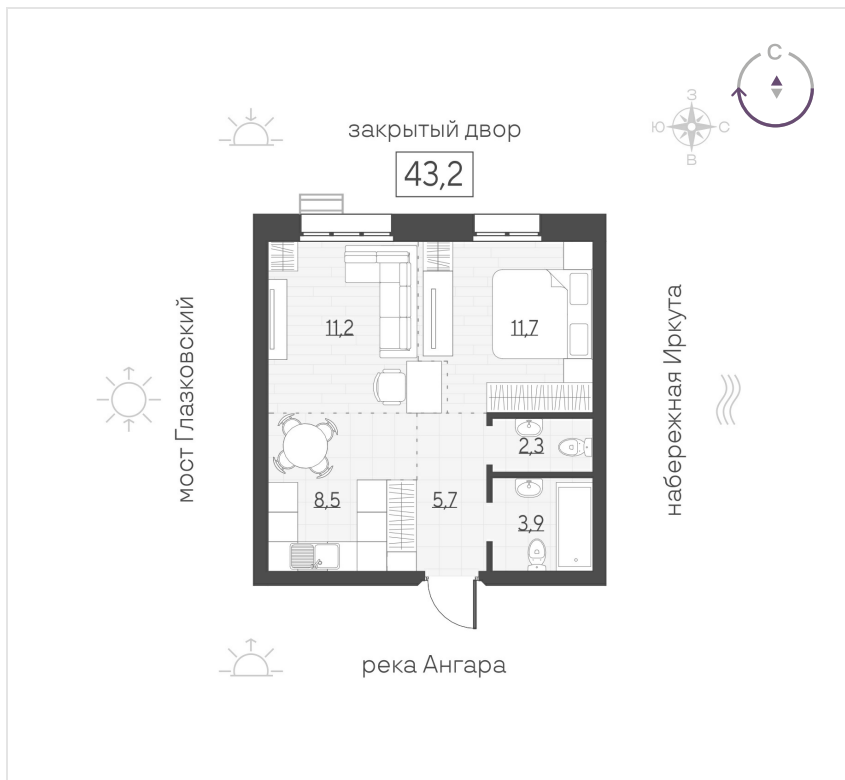 С
З
Ю
С
В
закрытый двор
43,2
мост Глазковский
набережная Иркута
11,2
11,7
2,3
8,5
5,7
3,9
река Ангара